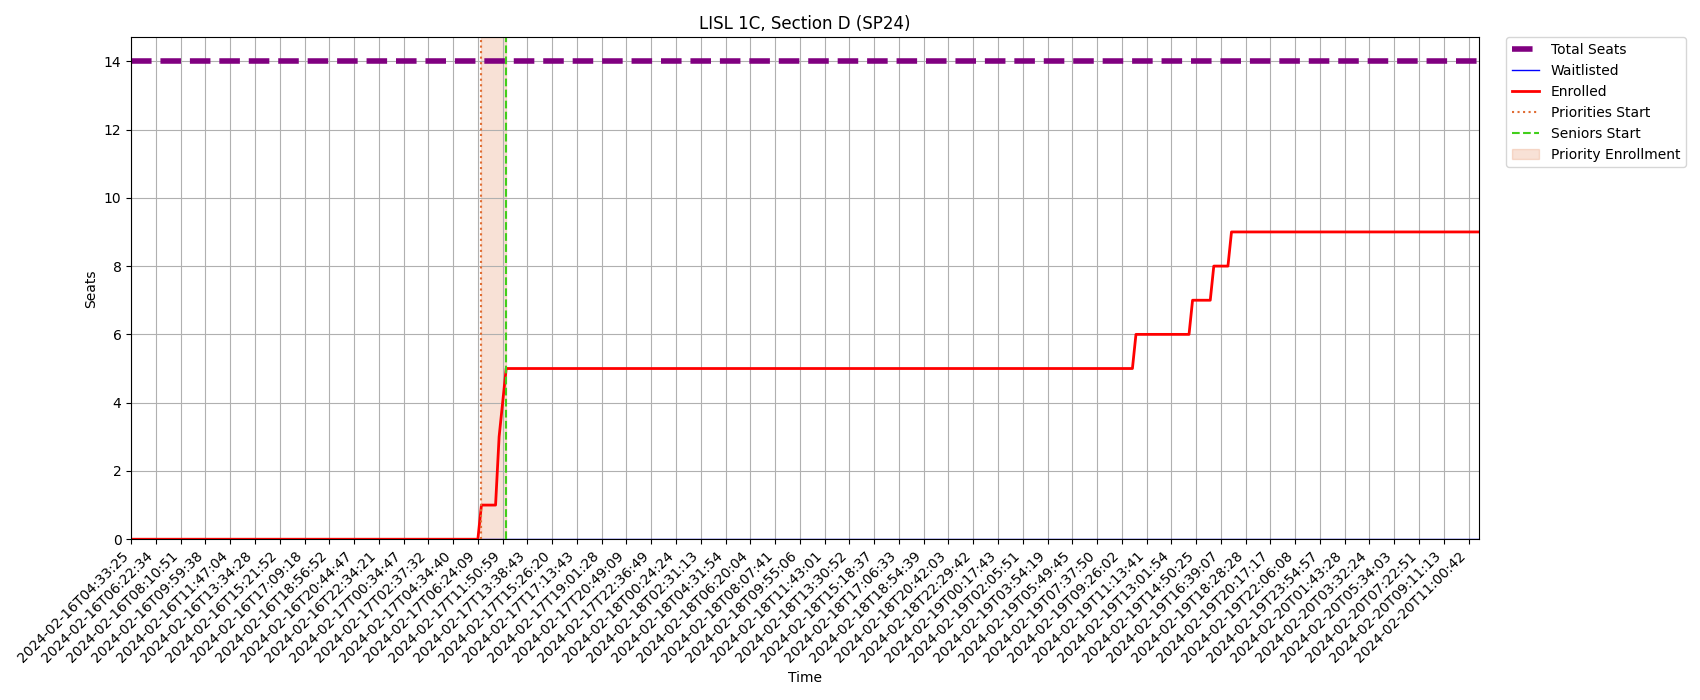 LISL 1C, Section D (SP24)
Total Seats
Waitlisted
Enrolled
Priorities Start
Seniors Start
Priority Enrollment
Seats
14
12
10
8
6
4
2
0
2024-02-16T04:33:25
2024-02-16T06:22:34
2024-02-16T08:10:51
2024-02-16T09:59:38
2024-02-16T11:47:04
2024-02-16T13:34:28
2024-02-16T15:21:52
2024-02-16T17:09:18
2024-02-16T18:56:52
2024-02-16T20:44:47
2024-02-16T22:34:21
2024-02-17T00:34:47
2024-02-17T02:37:32
2024-02-17T04:34:40
2024-02-17T06:24:09
2024-02-17T11:50:59
2024-02-17T13:38:43
2024-02-17T15:26:20
2024-02-17T17:13:43
2024-02-17T19:01:28
2024-02-17T20:49:09
2024-02-17T22:36:49
2024-02-18T00:24:24
2024-02-18T02:31:13
2024-02-18T04:31:54
2024-02-18T06:20:04
2024-02-18T08:07:41
2024-02-18T09:55:06
2024-02-18T11:43:01
2024-02-18T13:30:52
2024-02-18T15:18:37
2024-02-18T17:06:33
2024-02-18T18:54:39
2024-02-18T20:42:03
2024-02-18T22:29:42
2024-02-19T00:17:43
2024-02-19T02:05:51
2024-02-19T03:54:19
2024-02-19T05:49:45
2024-02-19T07:37:50
2024-02-19T09:26:02
2024-02-19T11:13:41
2024-02-19T13:01:54
2024-02-19T14:50:25
2024-02-19T16:39:07
2024-02-19T18:28:28
2024-02-19T20:17:17
2024-02-19T22:06:08
2024-02-19T23:54:57
2024-02-20T01:43:28
2024-02-20T03:32:24
2024-02-20T05:34:03
2024-02-20T07:22:51
2024-02-20T09:11:13
2024-02-20T11:00:42
Time